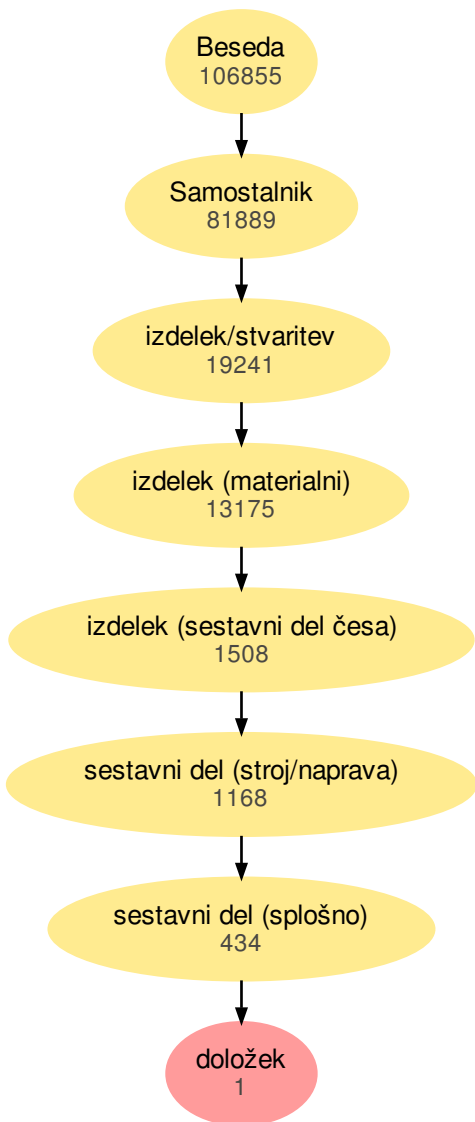 Beseda
106855
Samostalnik
81889
izdelek/stvaritev
19241
izdelek (materialni)
13175
izdelek (sestavni del česa)
1508
sestavni del (stroj/naprava)
1168
sestavni del (splošno)
434
doložek
1